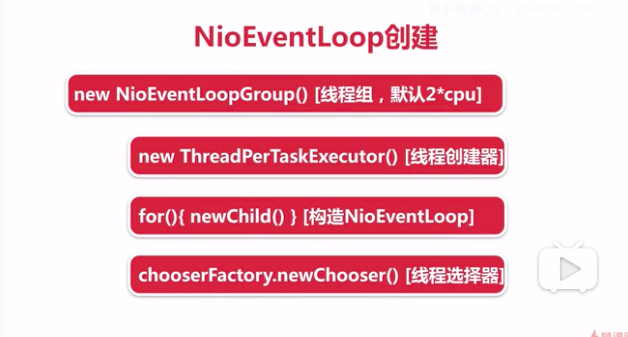 NioEventLoop创建
new NioEventLoopGroup() [线程组，默认2*cpu]
new ThreadPerTaskExecutor() [线程创建器]
for(){ newChild() } [构造NioEventLoop]
chooserFactory.newChooser() [线程选择器]